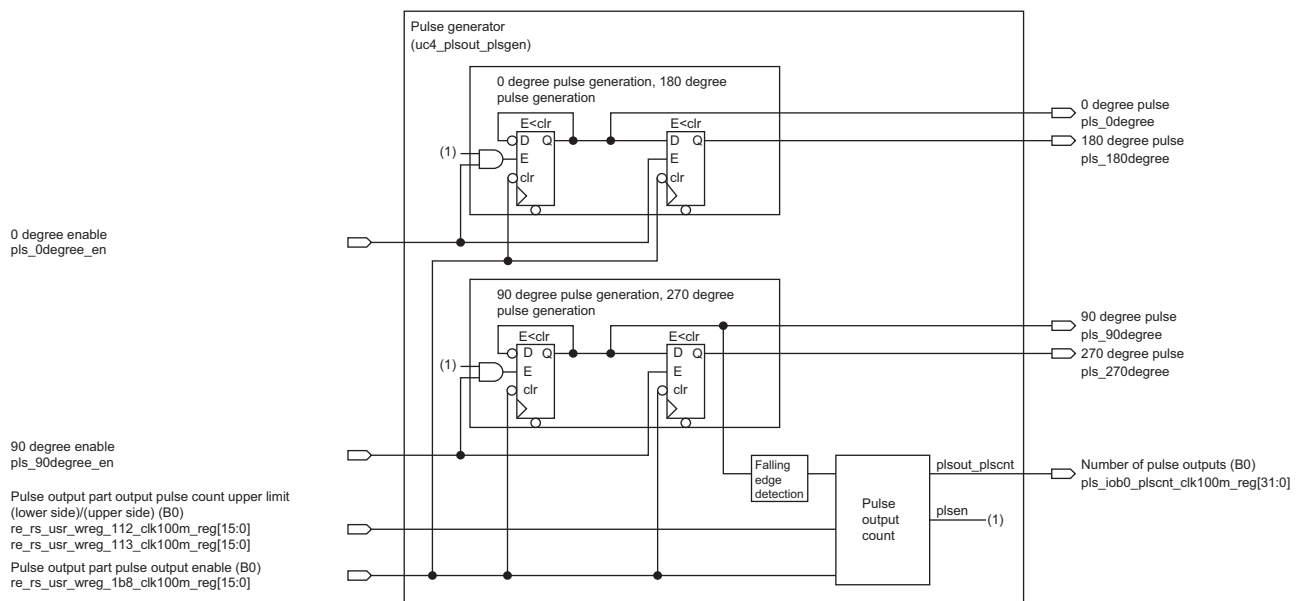 Pulse generator
(uc4_plsout_plsgen)
0 degree pulse generation, 180 degree
pulse generation
E<clr
E<clr
D Q
D Q
(1)
E
E
clr
clr
0 degree pulse
pls_0degree
180 degree pulse
pls_180degree
0 degree enable
pls_0degree_en
90 degree pulse generation, 270 degree
pulse generation
E<clr
E<clr
D Q
D Q
(1)
E
E
clr
clr
90 degree pulse
pls_90degree
270 degree pulse
pls_270degree
90 degree enable
pls_90degree_en
Falling
edge
detection
Pulse
output
count
plsout_plscnt
plsen
(1)
Number of pulse outputs (B0)
pls_iob0_plscnt_clk100m_reg[31:0]
Pulse output part output pulse count upper limit
(lower side)/(upper side) (B0)
re_rs_usr_wreg_112_clk100m_reg[15:0]
re_rs_usr_wreg_113_clk100m_reg[15:0]
Pulse output part pulse output enable (B0)
re_rs_usr_wreg_1b8_clk100m_reg[15:0]